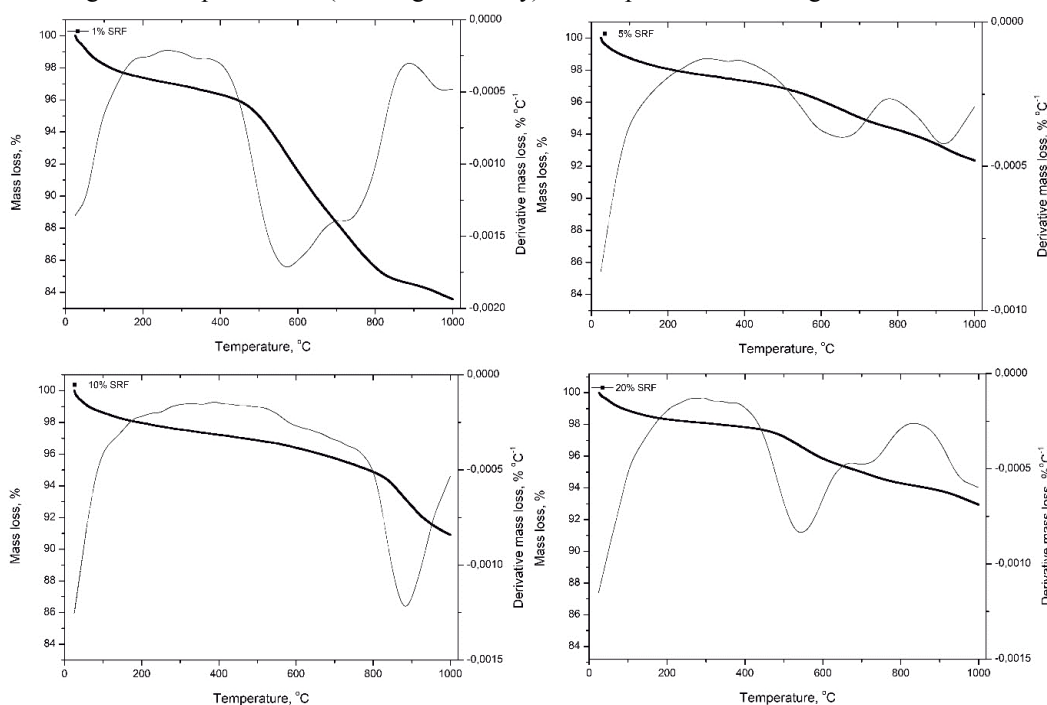 1% SRF
100
98
96
94
92
90
88
86
84
Mass loss, %
0,0000
-0,0005
-0,0010
-0,0015
-0,0020
Derivative mass loss, % °C⁻¹
0 200 400 600 800 1000
Temperature, °C
5% SRF
100
98
96
94
92
90
88
86
84
Mass loss, %
0,0000
-0,0005
-0,0010
Derivative mass loss, % °C⁻¹
0 200 400 600 800 1000
Temperature, °C
10% SRF
100
98
96
94
92
90
88
86
84
Mass loss, %
0,0000
-0,0005
-0,0010
-0,0015
Derivative mass loss, % °C⁻¹
0 200 400 600 800 1000
Temperature, °C
20% SRF
100
98
96
94
92
90
88
86
84
Mass loss, %
0,0000
-0,0005
-0,0010
-0,0015
Derivative mass loss, % °C⁻¹
0 200 400 600 800 1000
Temperature, °C